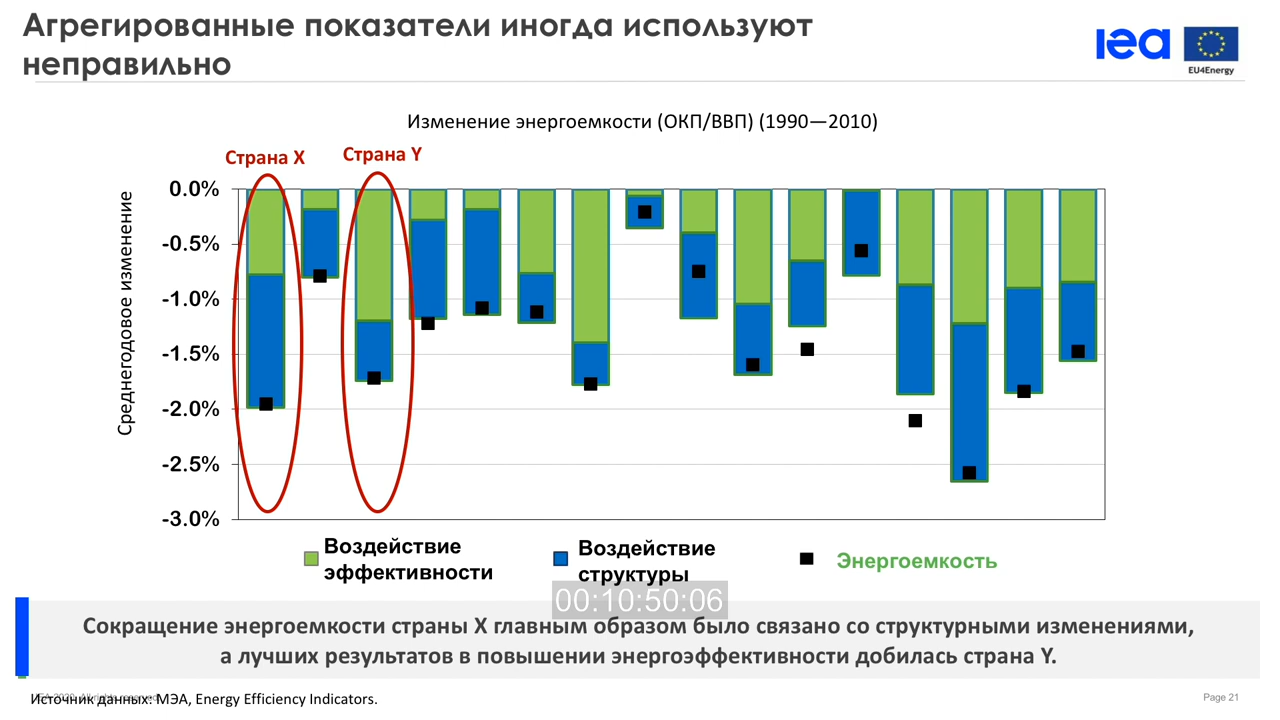 Агрегированные показатели иногда используют
неправильно
iea
EU4Energy
Изменение энергоемкости (ОКП/ВВП) (1990—2010)
Страна X
Страна Y
Среднегодовое изменение
0.0%
-0.5%
-1.0%
-1.5%
-2.0%
-2.5%
-3.0%
Воздействие
эффективности
Воздействие
структуры
Энергоемкость
00:10:50:06
Сокращение энергоемкости страны X главным образом было связано со структурными изменениями,
а лучших результатов в повышении энергоэффективности добилась страна Y.
Источник данных: МЭА, Energy Efficiency Indicators.
Page 21